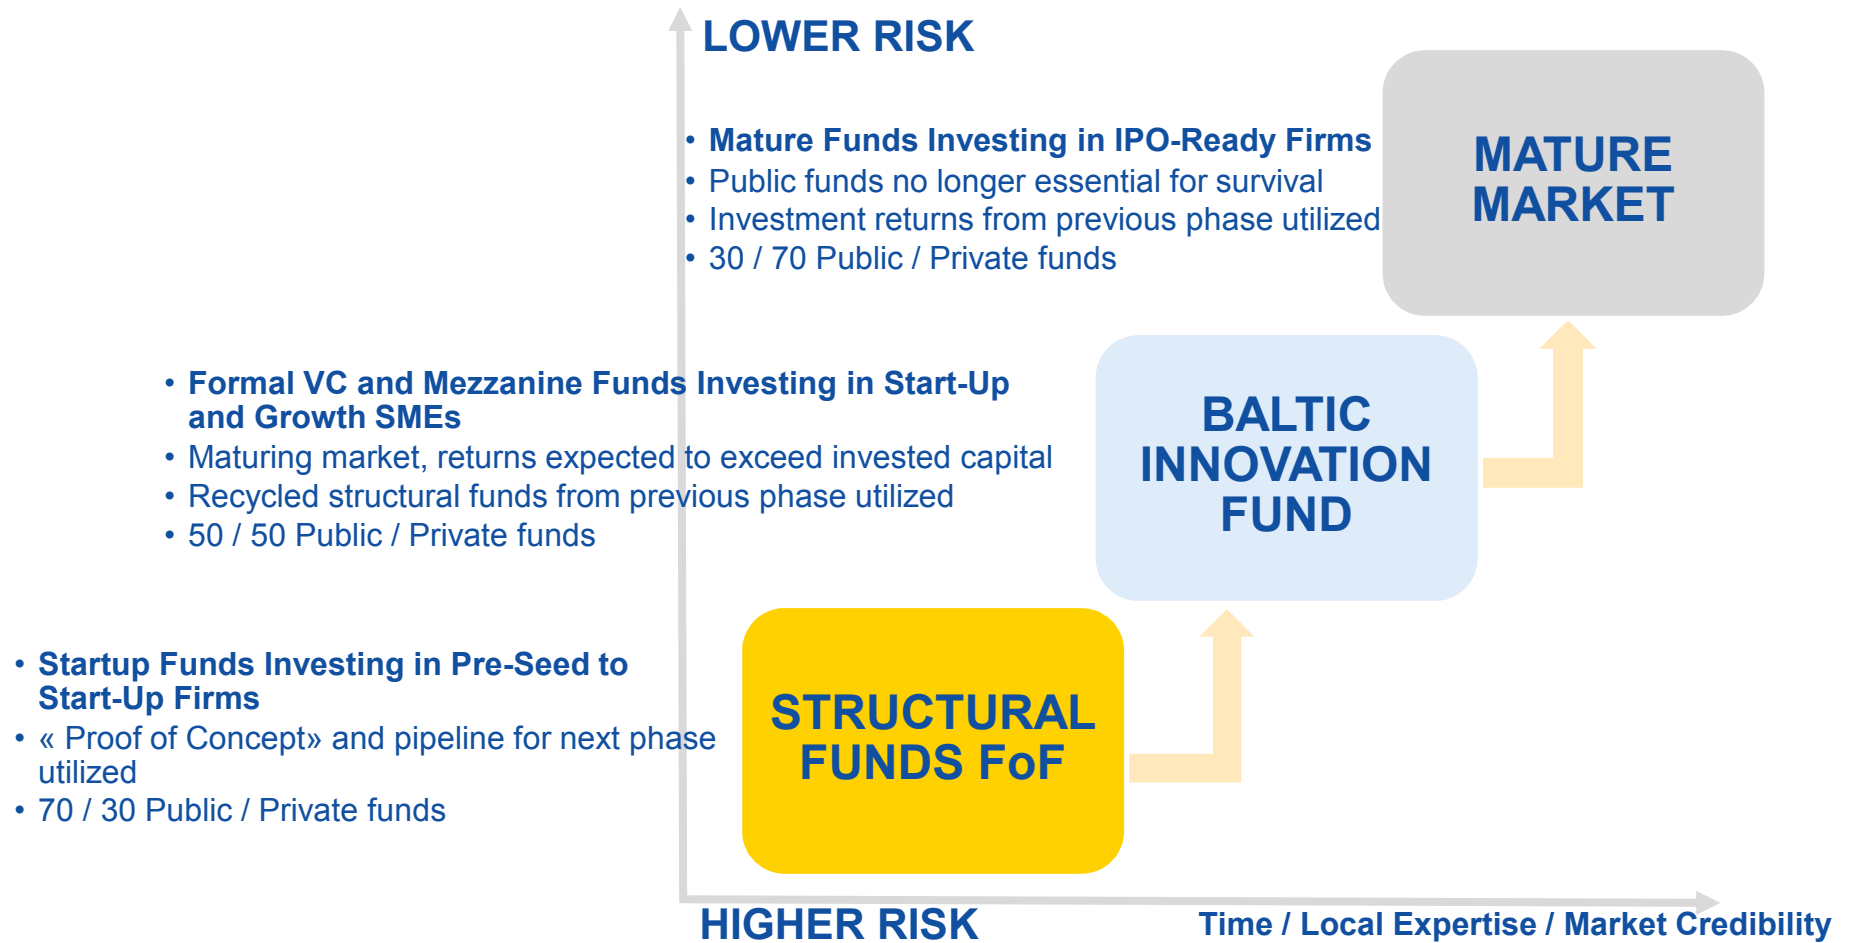 LOWER RISK
• Mature Funds Investing in IPO-Ready Firms
• Public funds no longer essential for survival
• Investment returns from previous phase utilized
• 30 / 70 Public / Private funds
MATURE
MARKET
• Formal VC and Mezzanine Funds Investing in Start-Up
and Growth SMEs
• Maturing market, returns expected to exceed invested capital
• Recycled structural funds from previous phase utilized
• 50 / 50 Public / Private funds
BALTIC
INNOVATION
FUND
• Startup Funds Investing in Pre-Seed to
Start-Up Firms
• « Proof of Concept» and pipeline for next phase
utilized
• 70 / 30 Public / Private funds
STRUCTURAL
FUNDS FoF
HIGHER RISK
Time / Local Expertise / Market Credibility